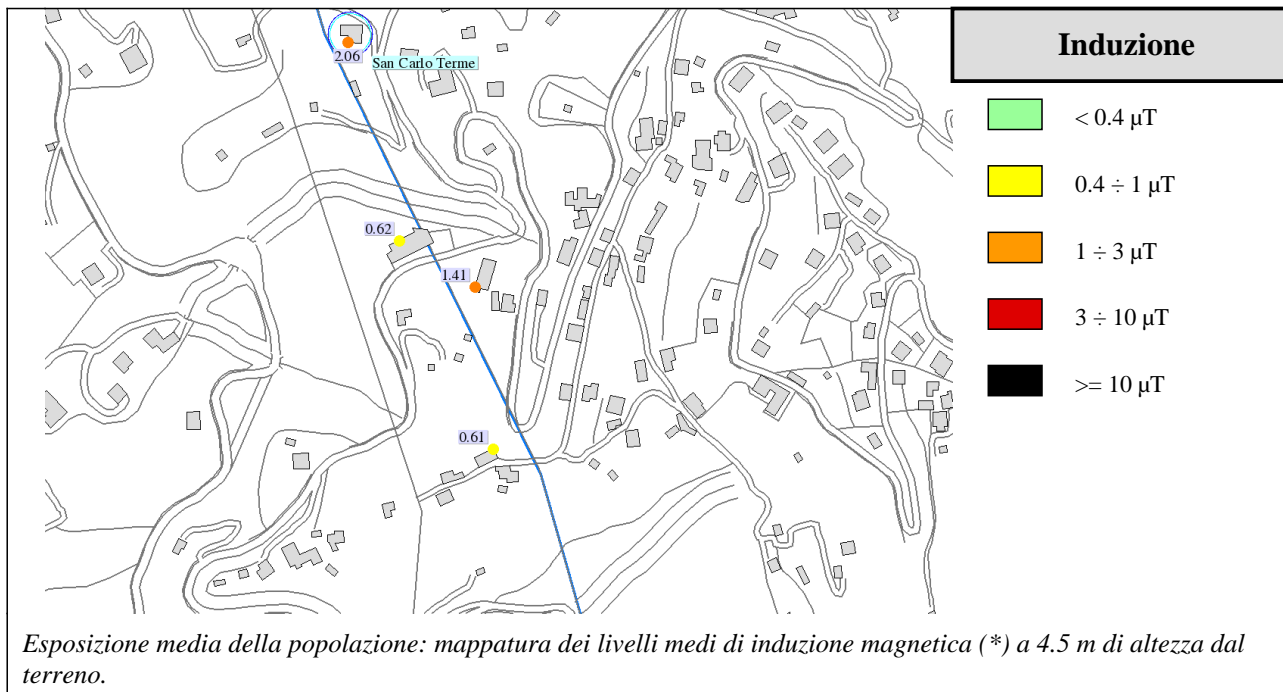 2.06
San Carlo Terme
0.62
1.41
0.61
Induzione
< 0.4 µT
0.4 ÷ 1 µT
1 ÷ 3 µT
3 ÷ 10 µT
>= 10 µT
Esposizione media della popolazione: mappatura dei livelli medi di induzione magnetica (*) a 4.5 m di altezza dal
terreno.